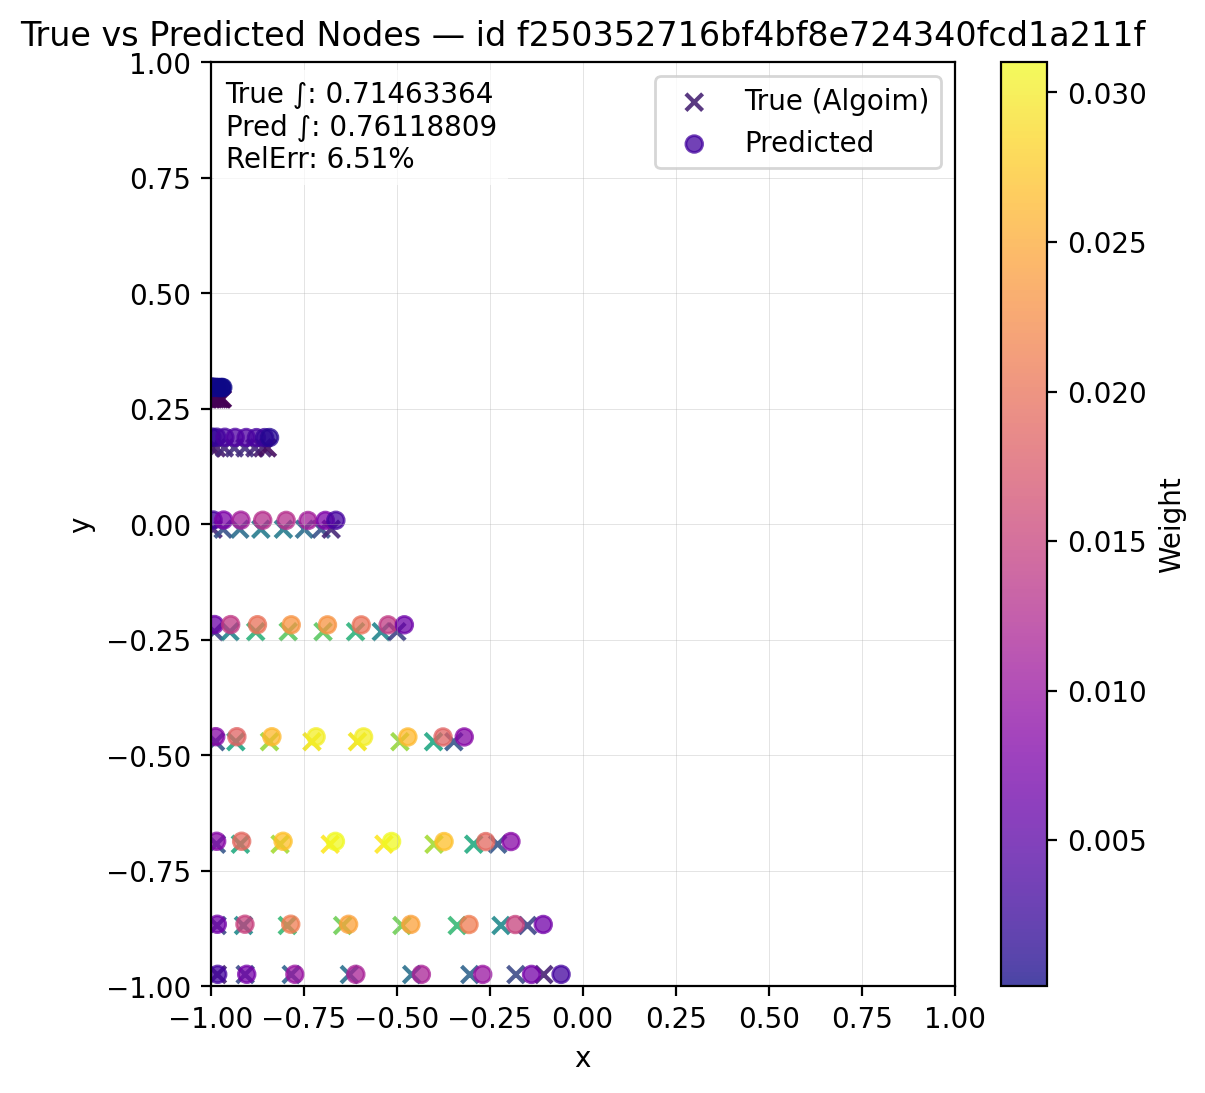 True vs Predicted Nodes — id f250352716bf4bf8e724340fcd1a211f
True ∫: 0.71463364
Pred ∫: 0.76118809
RelErr: 6.51%
True (Algoim)
Predicted
1.00
0.75
0.50
0.25
0.00
−0.25
−0.50
−0.75
−1.00
y
−1.00 −0.75 −0.50 −0.25 0.00 0.25 0.50 0.75 1.00
x
0.030
0.025
0.020
0.015
0.010
0.005
Weight